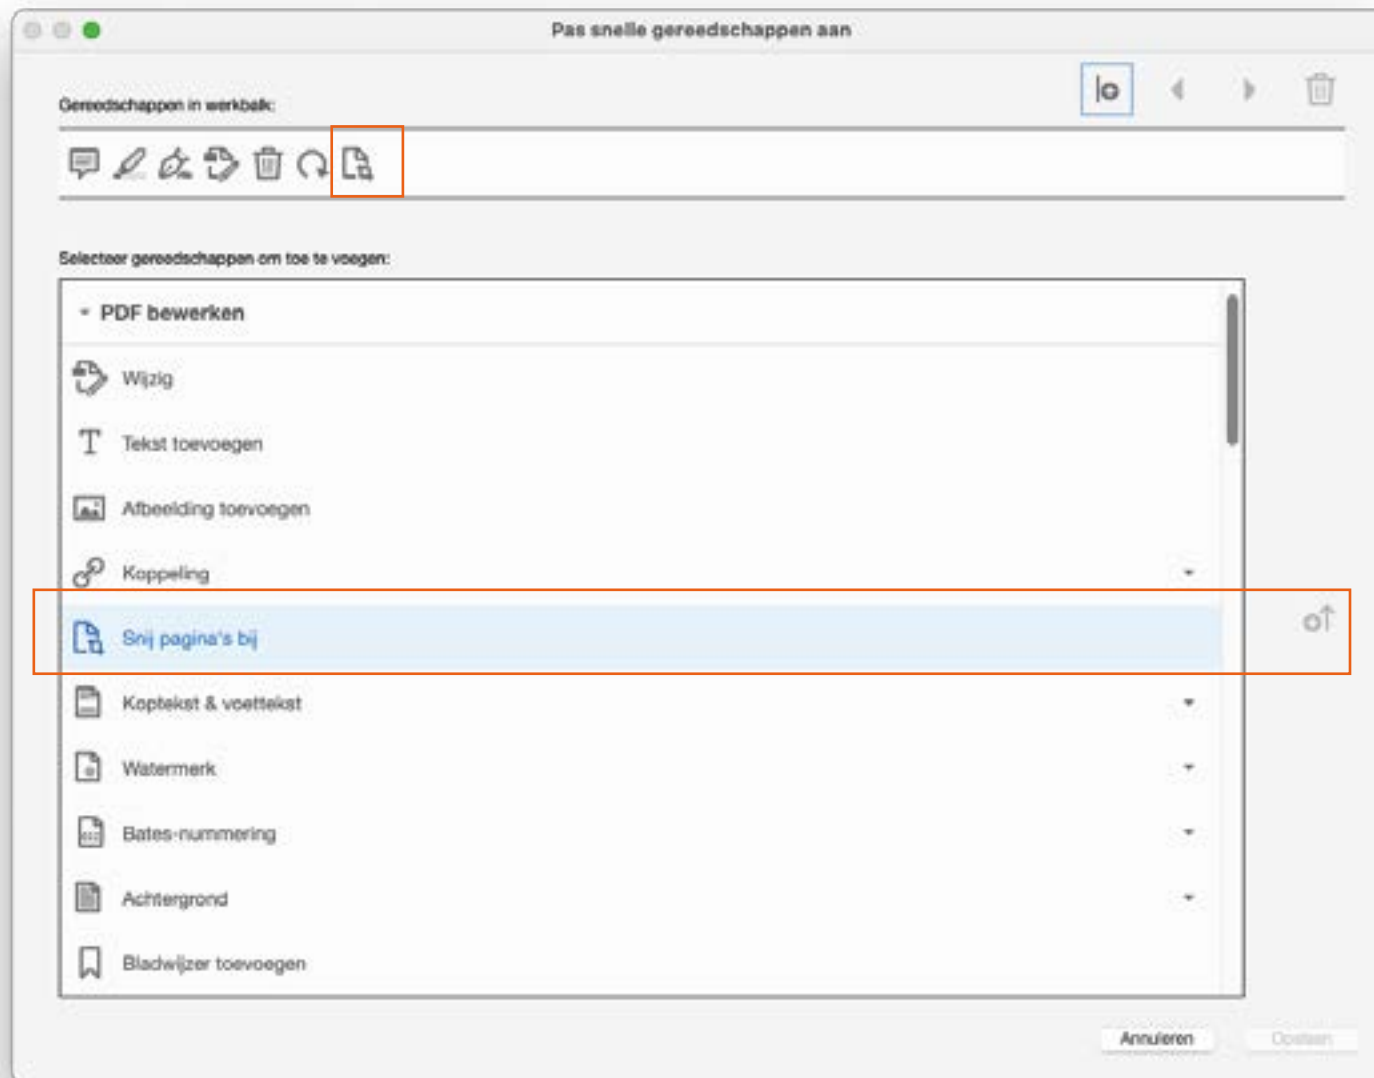 Pas snelle gereedschappen aan
Gereedschappen in werkbalk:
Selecteer gereedschappen om toe te voegen:
PDF bewerken
Wijzig
Tekst toevoegen
Afbeelding toevoegen
Koppeling
Snij pagina's bij
Koptekst & voettekst
Watermerk
Bates-nummering
Achtergrond
Bladwijzer toevoegen
Annuleren
Opslaan